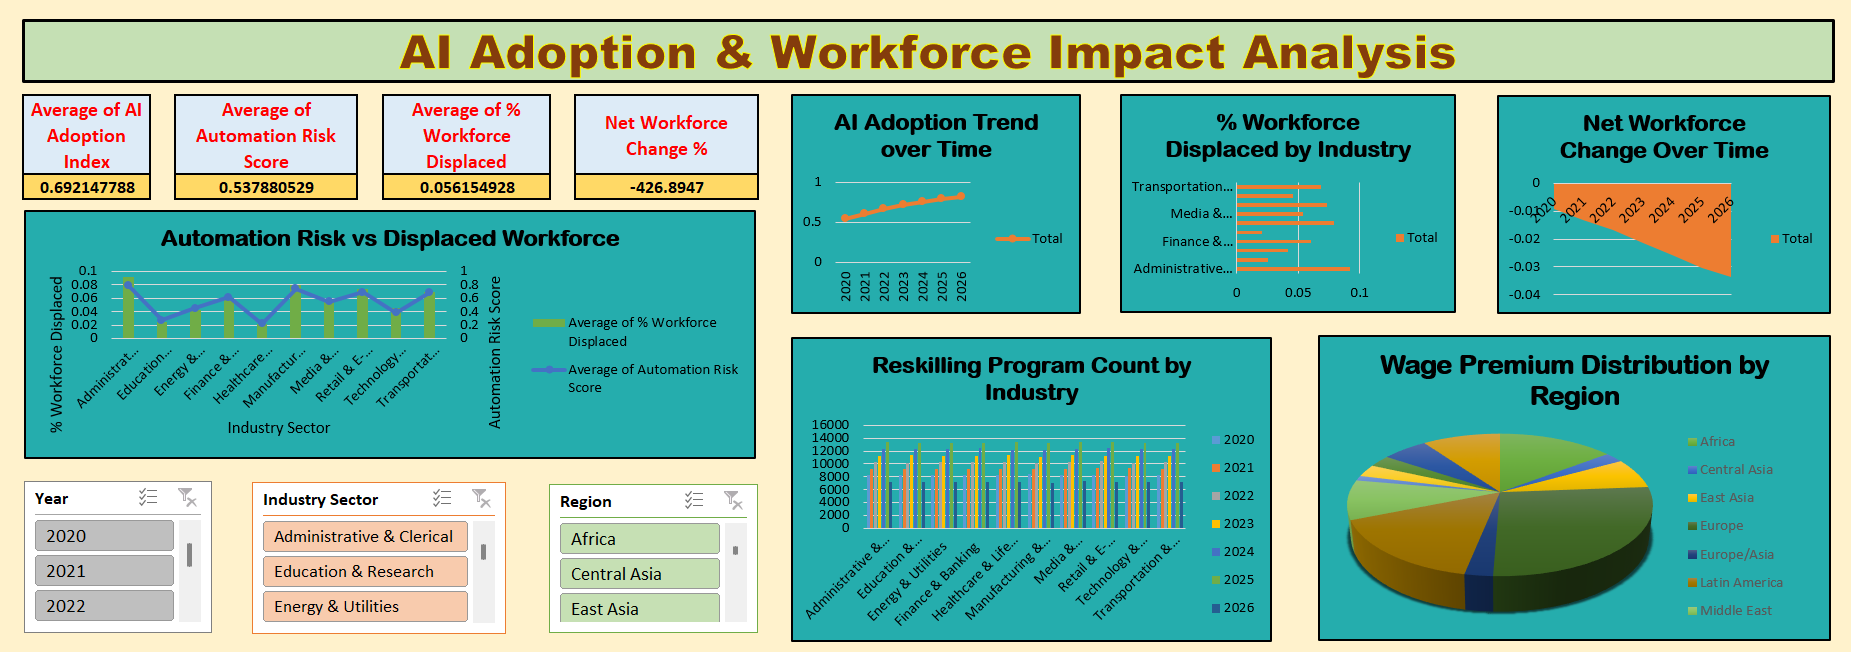 AI Adoption & Workforce Impact Analysis
Average of AI
Adoption
Index
0.692147788
Average of
Automation Risk
Score
0.537880529
Average of %
Workforce
Displaced
0.056154928
Net Workforce
Change %
-426.8947
AI Adoption Trend
over Time
1
0.5
0
2020
2021
2022
2023
2024
2025
2026
Total
% Workforce
Displaced by Industry
Transportation...
Media &...
Finance &...
Administrative...
0
0.05
0.1
Total
Net Workforce
Change Over Time
0
-0.01
-0.02
-0.03
-0.04
2020
2021
2022
2023
2024
2025
2026
Total
Automation Risk vs Displaced Workforce
% Workforce Displaced
0.1
0.08
0.06
0.04
0.02
0
1
0.8
0.6
0.4
0.2
0
Automation Risk Score
Administrat...
Education...
Energy &...
Finance &...
Healthcare...
Manufactur...
Media &...
Retail & E-...
Technology...
Transportat...
Industry Sector
Average of % Workforce
Displaced
Average of Automation Risk
Score
Reskilling Program Count by
Industry
16000
14000
12000
10000
8000
6000
4000
2000
0
Administrative &...
Education &...
Energy & Utilities
Finance & Banking
Healthcare & Life...
Manufacturing &...
Media &...
Retail & E-...
Technology &...
Transportation &...
2020
2021
2022
2023
2024
2025
2026
Wage Premium Distribution by
Region
Africa
Central Asia
East Asia
Europe
Europe/Asia
Latin America
Middle East
Year
2020
2021
2022
Industry Sector
Administrative & Clerical
Education & Research
Energy & Utilities
Region
Africa
Central Asia
East Asia